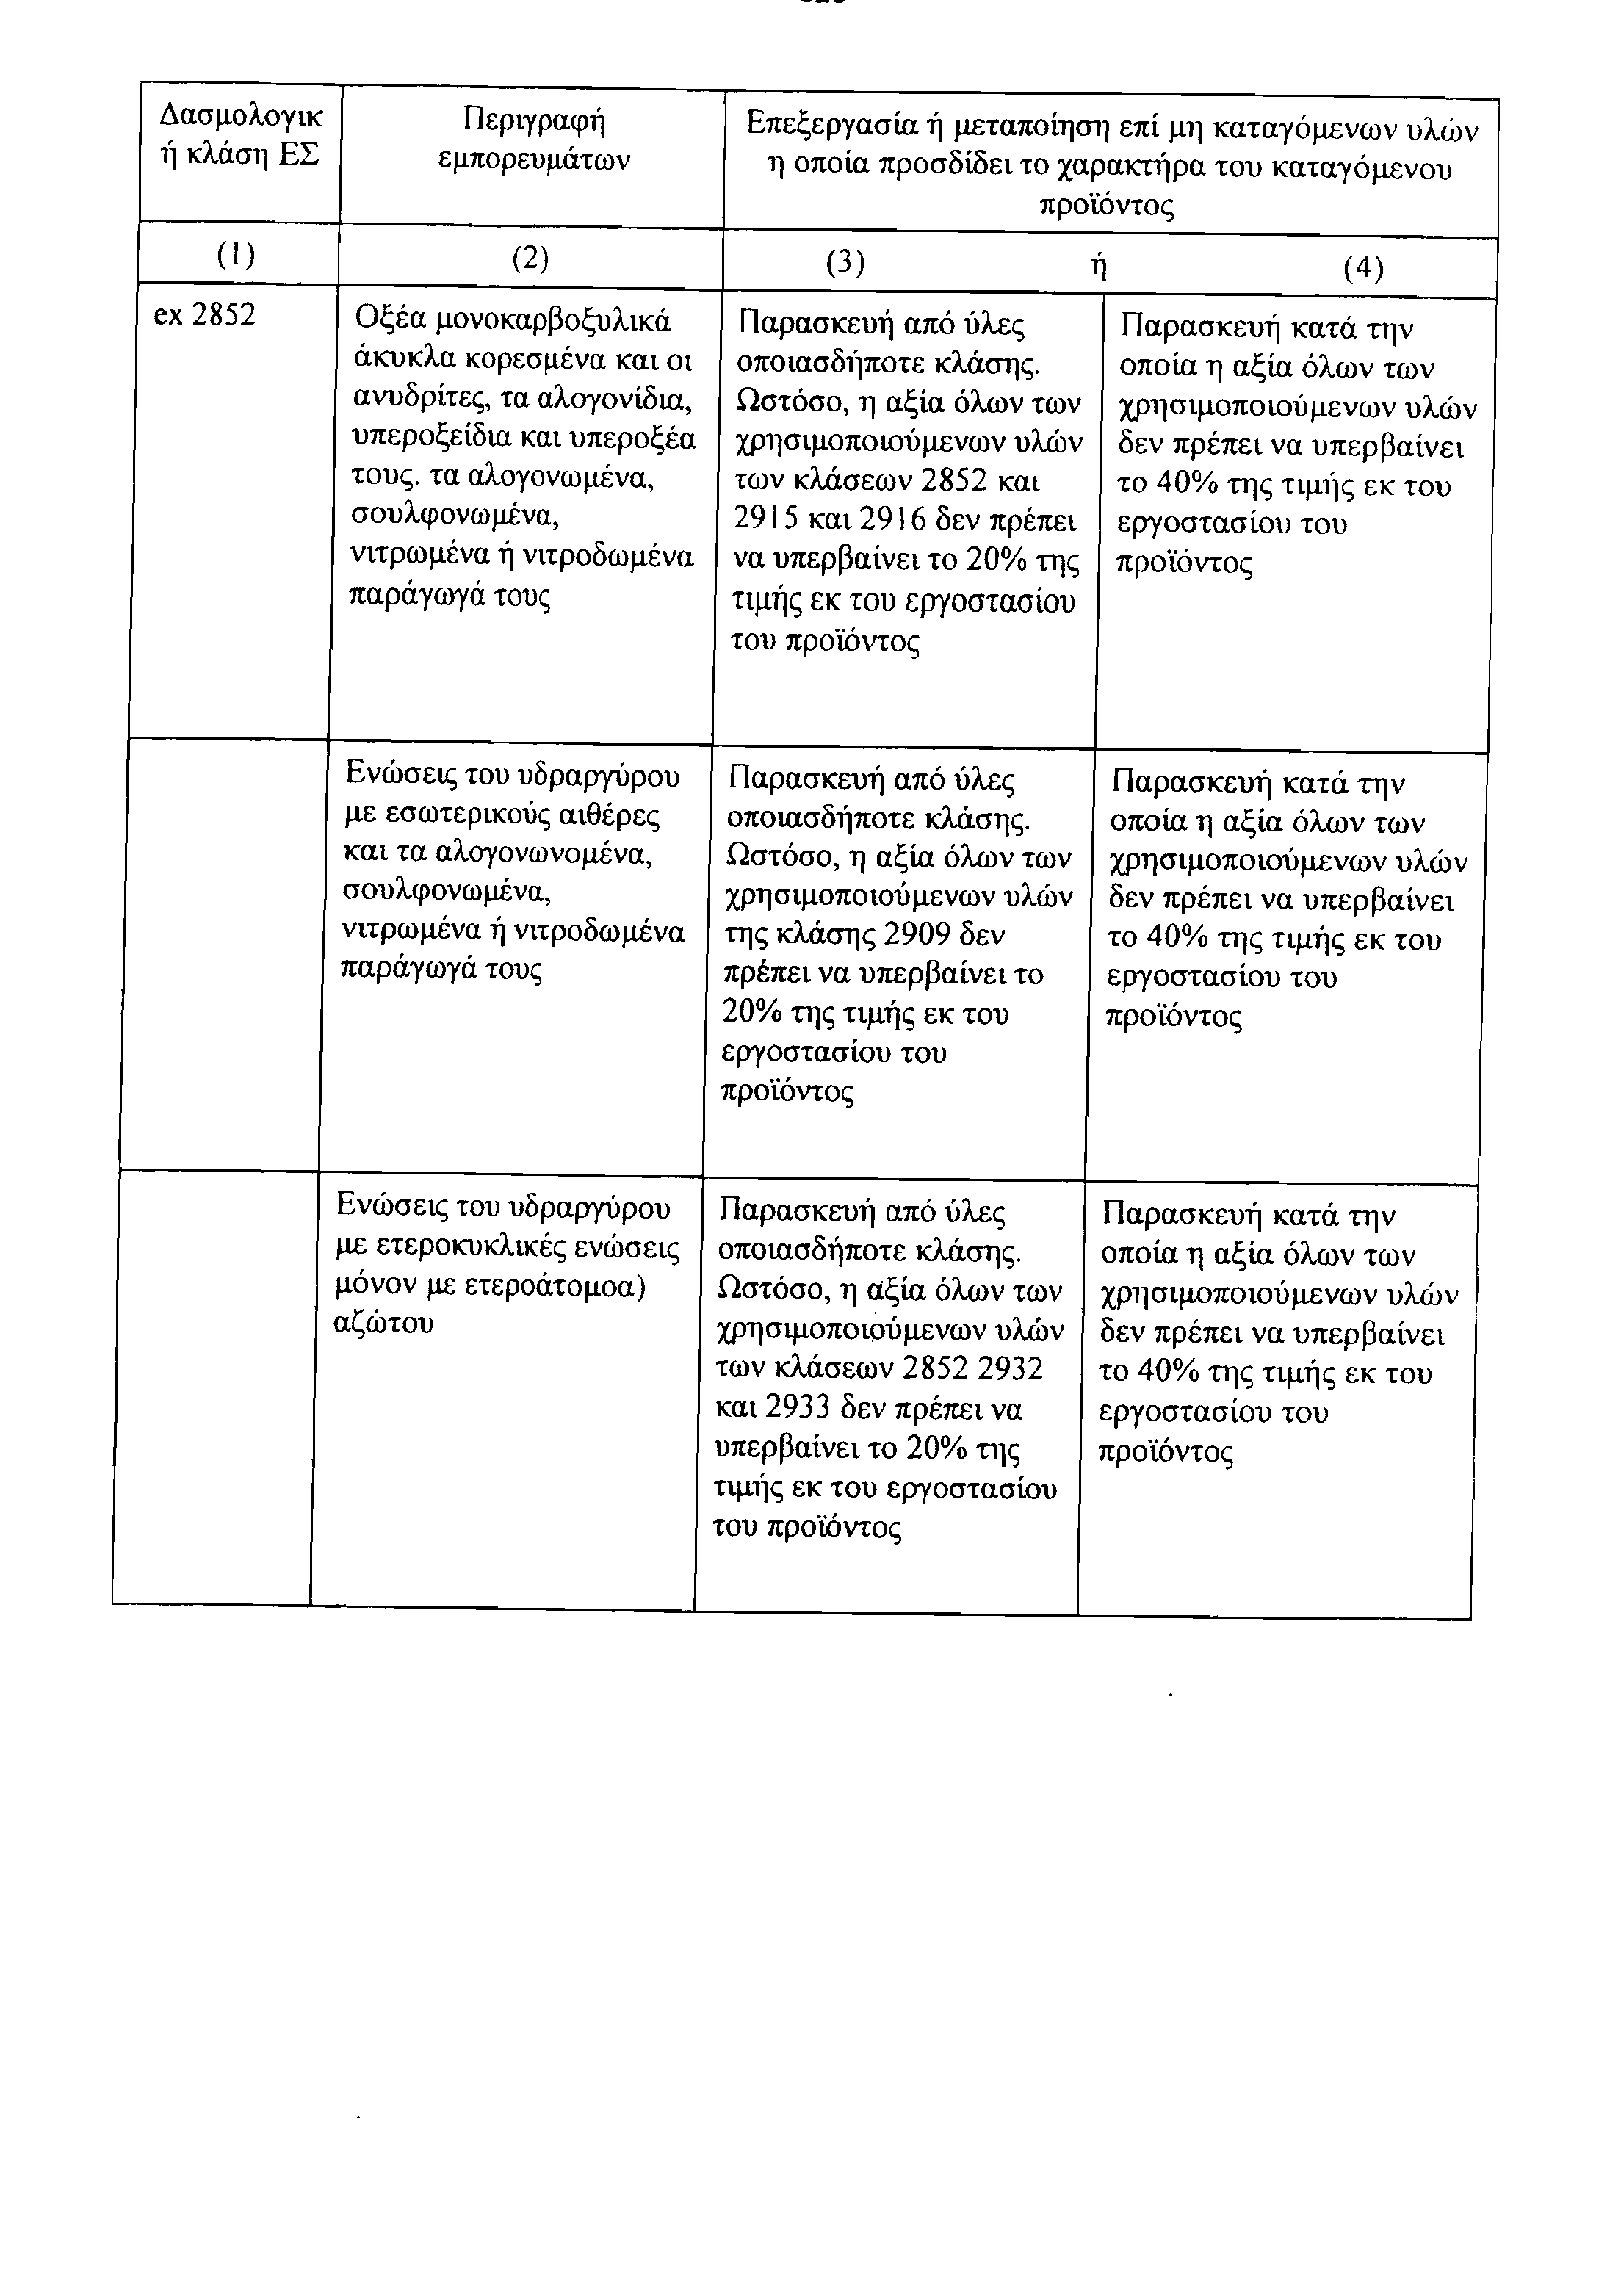 Δασμολογικ
ή κλάση ΕΣ
Περιγραφή
εμπορευμάτων
Επεξεργασία ή μεταποίηση επί μη καταγόμενων υλών
η οποία προσδίδει το χαρακτήρα του καταγόμενου
προϊόντος
(1)
(2)
(3) ή (4)
ex 2852
Οξέα μονοκαρβοξυλικά
άκυκλα κορεσμένα και οι
ανυδρίτες, τα αλογονίδια,
υπεροξείδια και υπεροξέα
τους. τα αλογονωμένα,
σουλφονωμένα,
νιτρωμένα ή νιτροδωμένα
παράγωγά τους
Παρασκευή από ύλες
οποιασδήποτε κλάσης.
Ωστόσο, η αξία όλων των
χρησιμοποιούμενων υλών
των κλάσεων 2852 και
2915 και 2916 δεν πρέπει
να υπερβαίνει το 20% της
τιμής εκ του εργοστασίου
του προϊόντος
Παρασκευή κατά την
οποία η αξία όλων των
χρησιμοποιούμενων υλών
δεν πρέπει να υπερβαίνει
το 40% της τιμής εκ του
εργοστασίου του
προϊόντος
Ενώσεις του υδραργύρου
με εσωτερικούς αιθέρες
και τα αλογονωνομένα,
σουλφονωμένα,
νιτρωμένα ή νιτροδωμένα
παράγωγά τους
Παρασκευή από ύλες
οποιασδήποτε κλάσης.
Ωστόσο, η αξία όλων των
χρησιμοποιούμενων υλών
της κλάσης 2909 δεν
πρέπει να υπερβαίνει το
20% της τιμής εκ του
εργοστασίου του
προϊόντος
Παρασκευή κατά την
οποία η αξία όλων των
χρησιμοποιούμενων υλών
δεν πρέπει να υπερβαίνει
το 40% της τιμής εκ του
εργοστασίου του
προϊόντος
Ενώσεις του υδραργύρου
με ετεροκυκλικές ενώσεις
μόνον με ετεροάτομοα)
αζώτου
Παρασκευή από ύλες
οποιασδήποτε κλάσης.
Ωστόσο, η αξία όλων των
χρησιμοποιούμενων υλών
των κλάσεων 2852 2932
και 2933 δεν πρέπει να
υπερβαίνει το 20% της
τιμής εκ του εργοστασίου
του προϊόντος
Παρασκευή κατά την
οποία η αξία όλων των
χρησιμοποιούμενων υλών
δεν πρέπει να υπερβαίνει
το 40% της τιμής εκ του
εργοστασίου του
προϊόντος